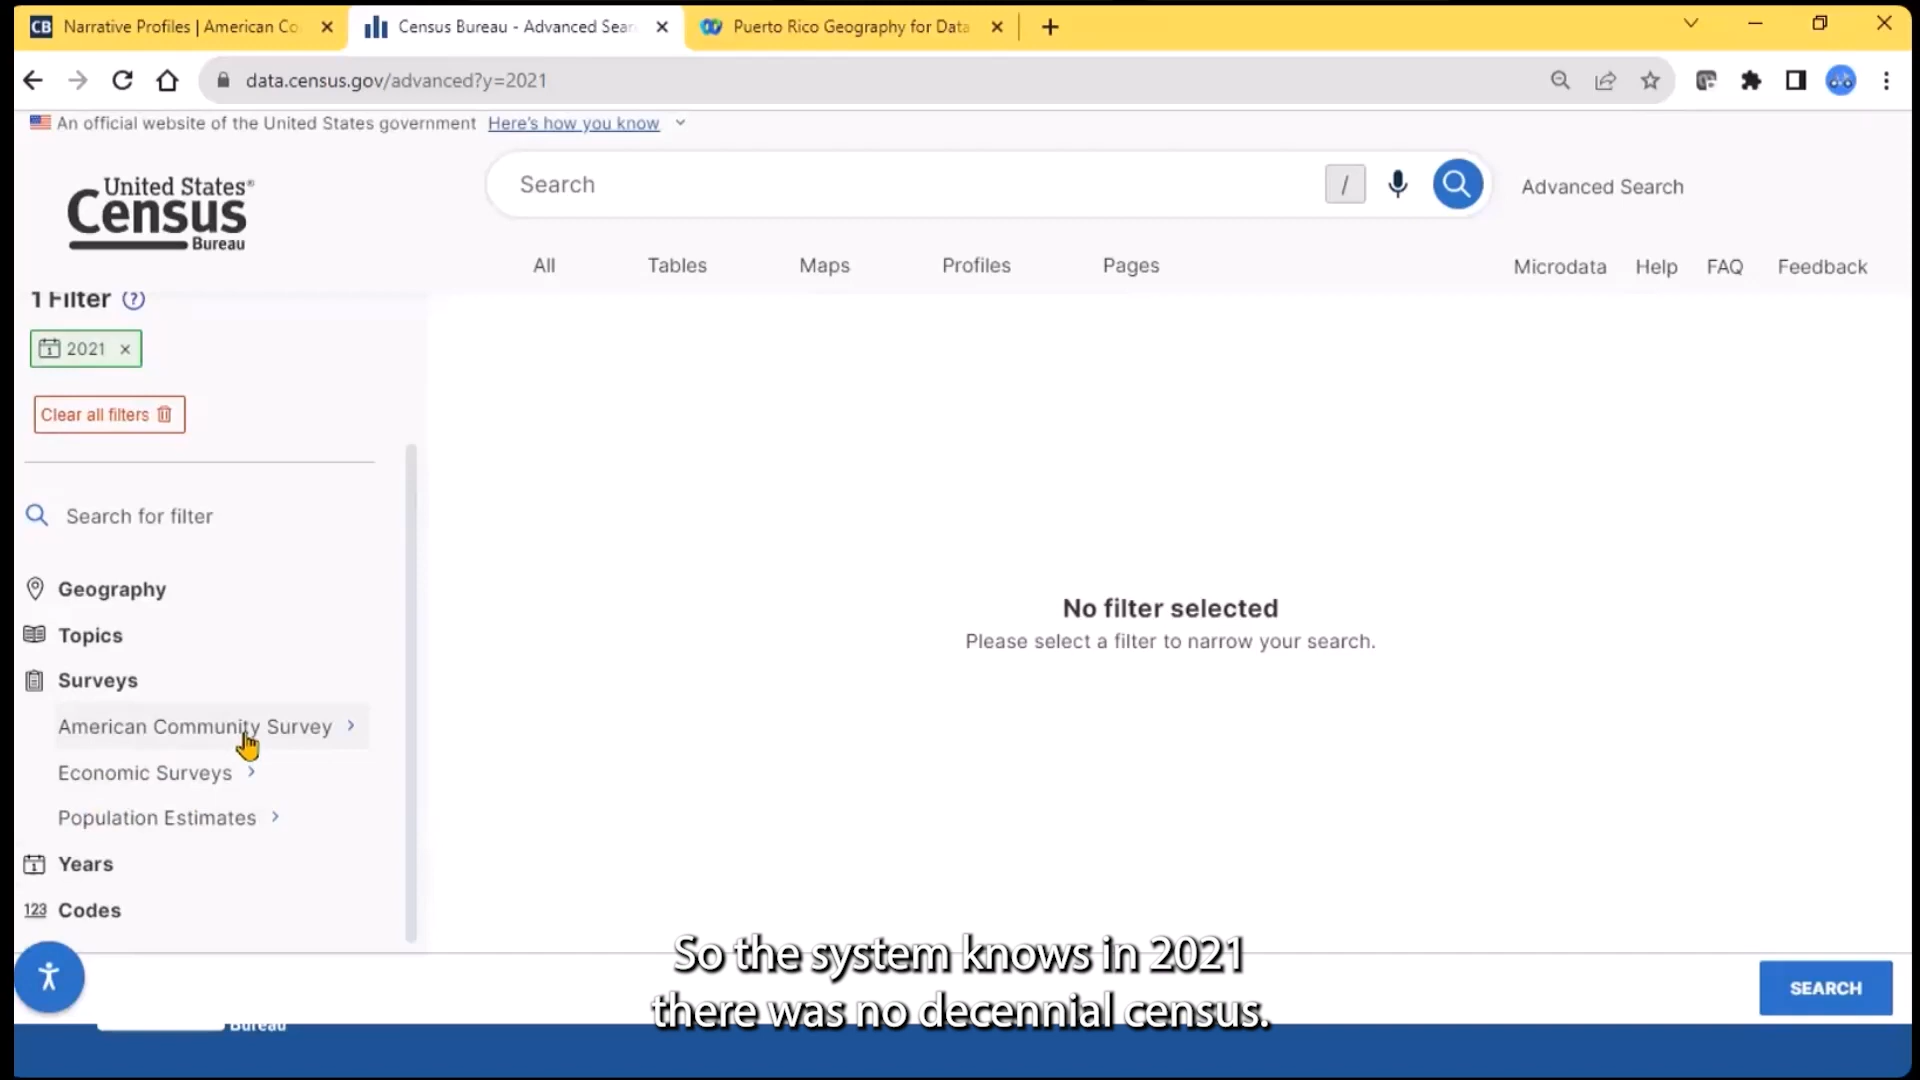 CB Narrative Profiles | American Co
Census Bureau - Advanced Sear
Puerto Rico Geography for Data
data.census.gov/advanced?y=2021
An official website of the United States government Here's how you know
United States®
Census
Bureau
Search
/
Advanced Search
All
Tables
Maps
Profiles
Pages
Microdata
Help
FAQ
Feedback
1 Filter ?
1 2021 ×
Clear all filters
Search for filter
Geography
Topics
Surveys
American Community Survey
Economic Surveys
Population Estimates
1 Years
123 Codes
No filter selected
Please select a filter to narrow your search.
SEARCH
Bureau
So the system knows in 2021
there was no decennial census.